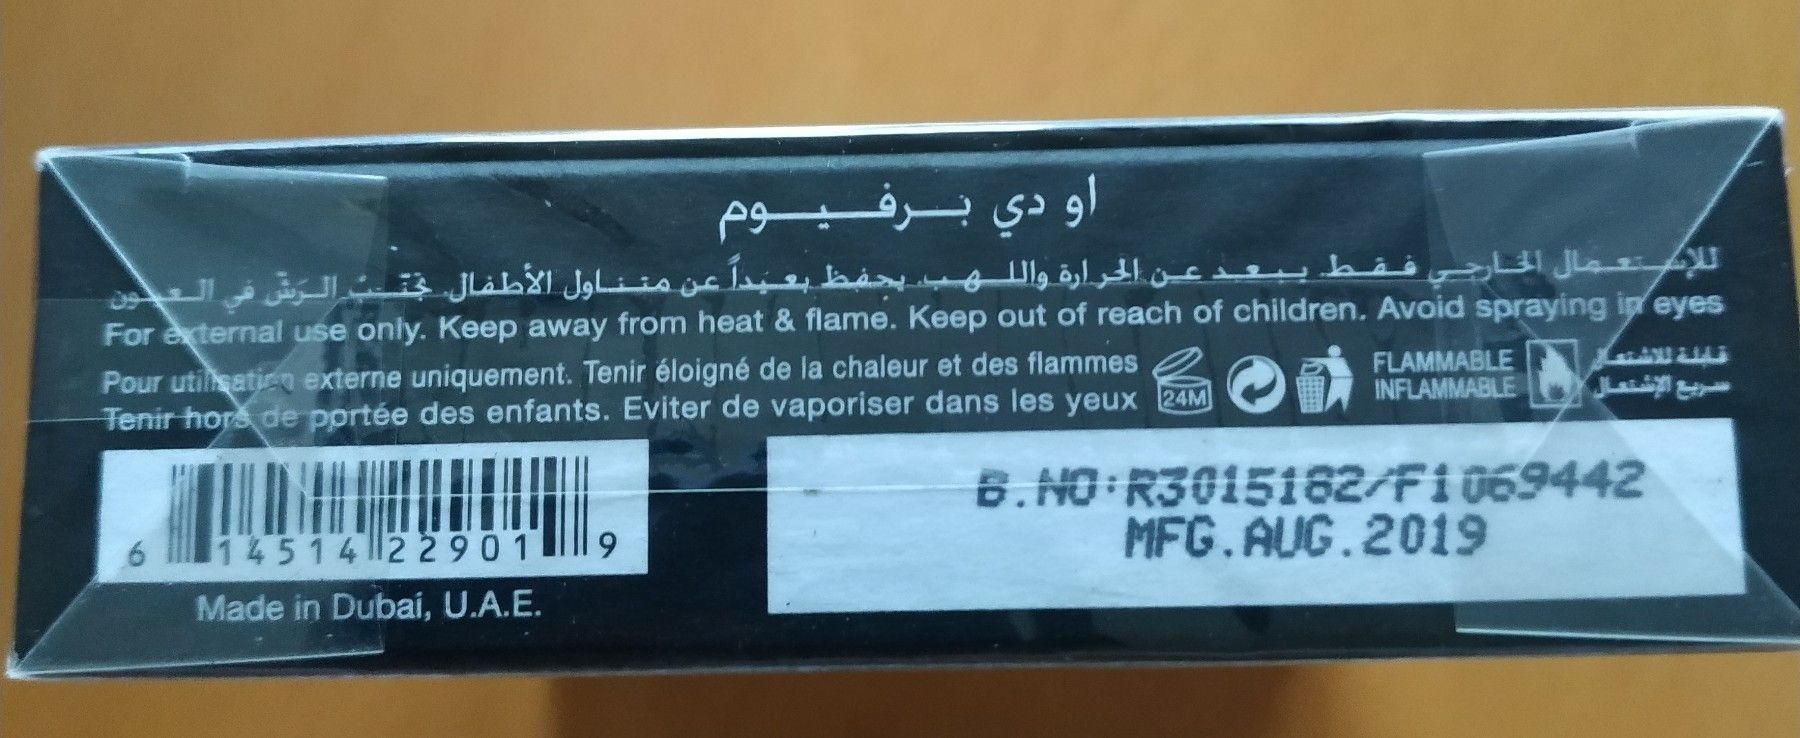 او دي برفيوم
للإستعمال الخارجي فقط يبعد عن الحرارة واللهب يحفظ بعيداً عن متناول الأطفال. تجنّب الرشّ في العيون
For external use only. Keep away from heat & flame. Keep out of reach of children. Avoid spraying in eyes
Pour utilisation externe uniquement. Tenir éloigné de la chaleur et des flammes
Tenir hors de portée des enfants. Eviter de vaporiser dans les yeux
24M
FLAMMABLE قابلة للاشتعال
INFLAMMABLE سريع الإشتعال
6 14514 22901 9
Made in Dubai, U.A.E.
B.NO:R3015182/F1069442
MFG.AUG.2019